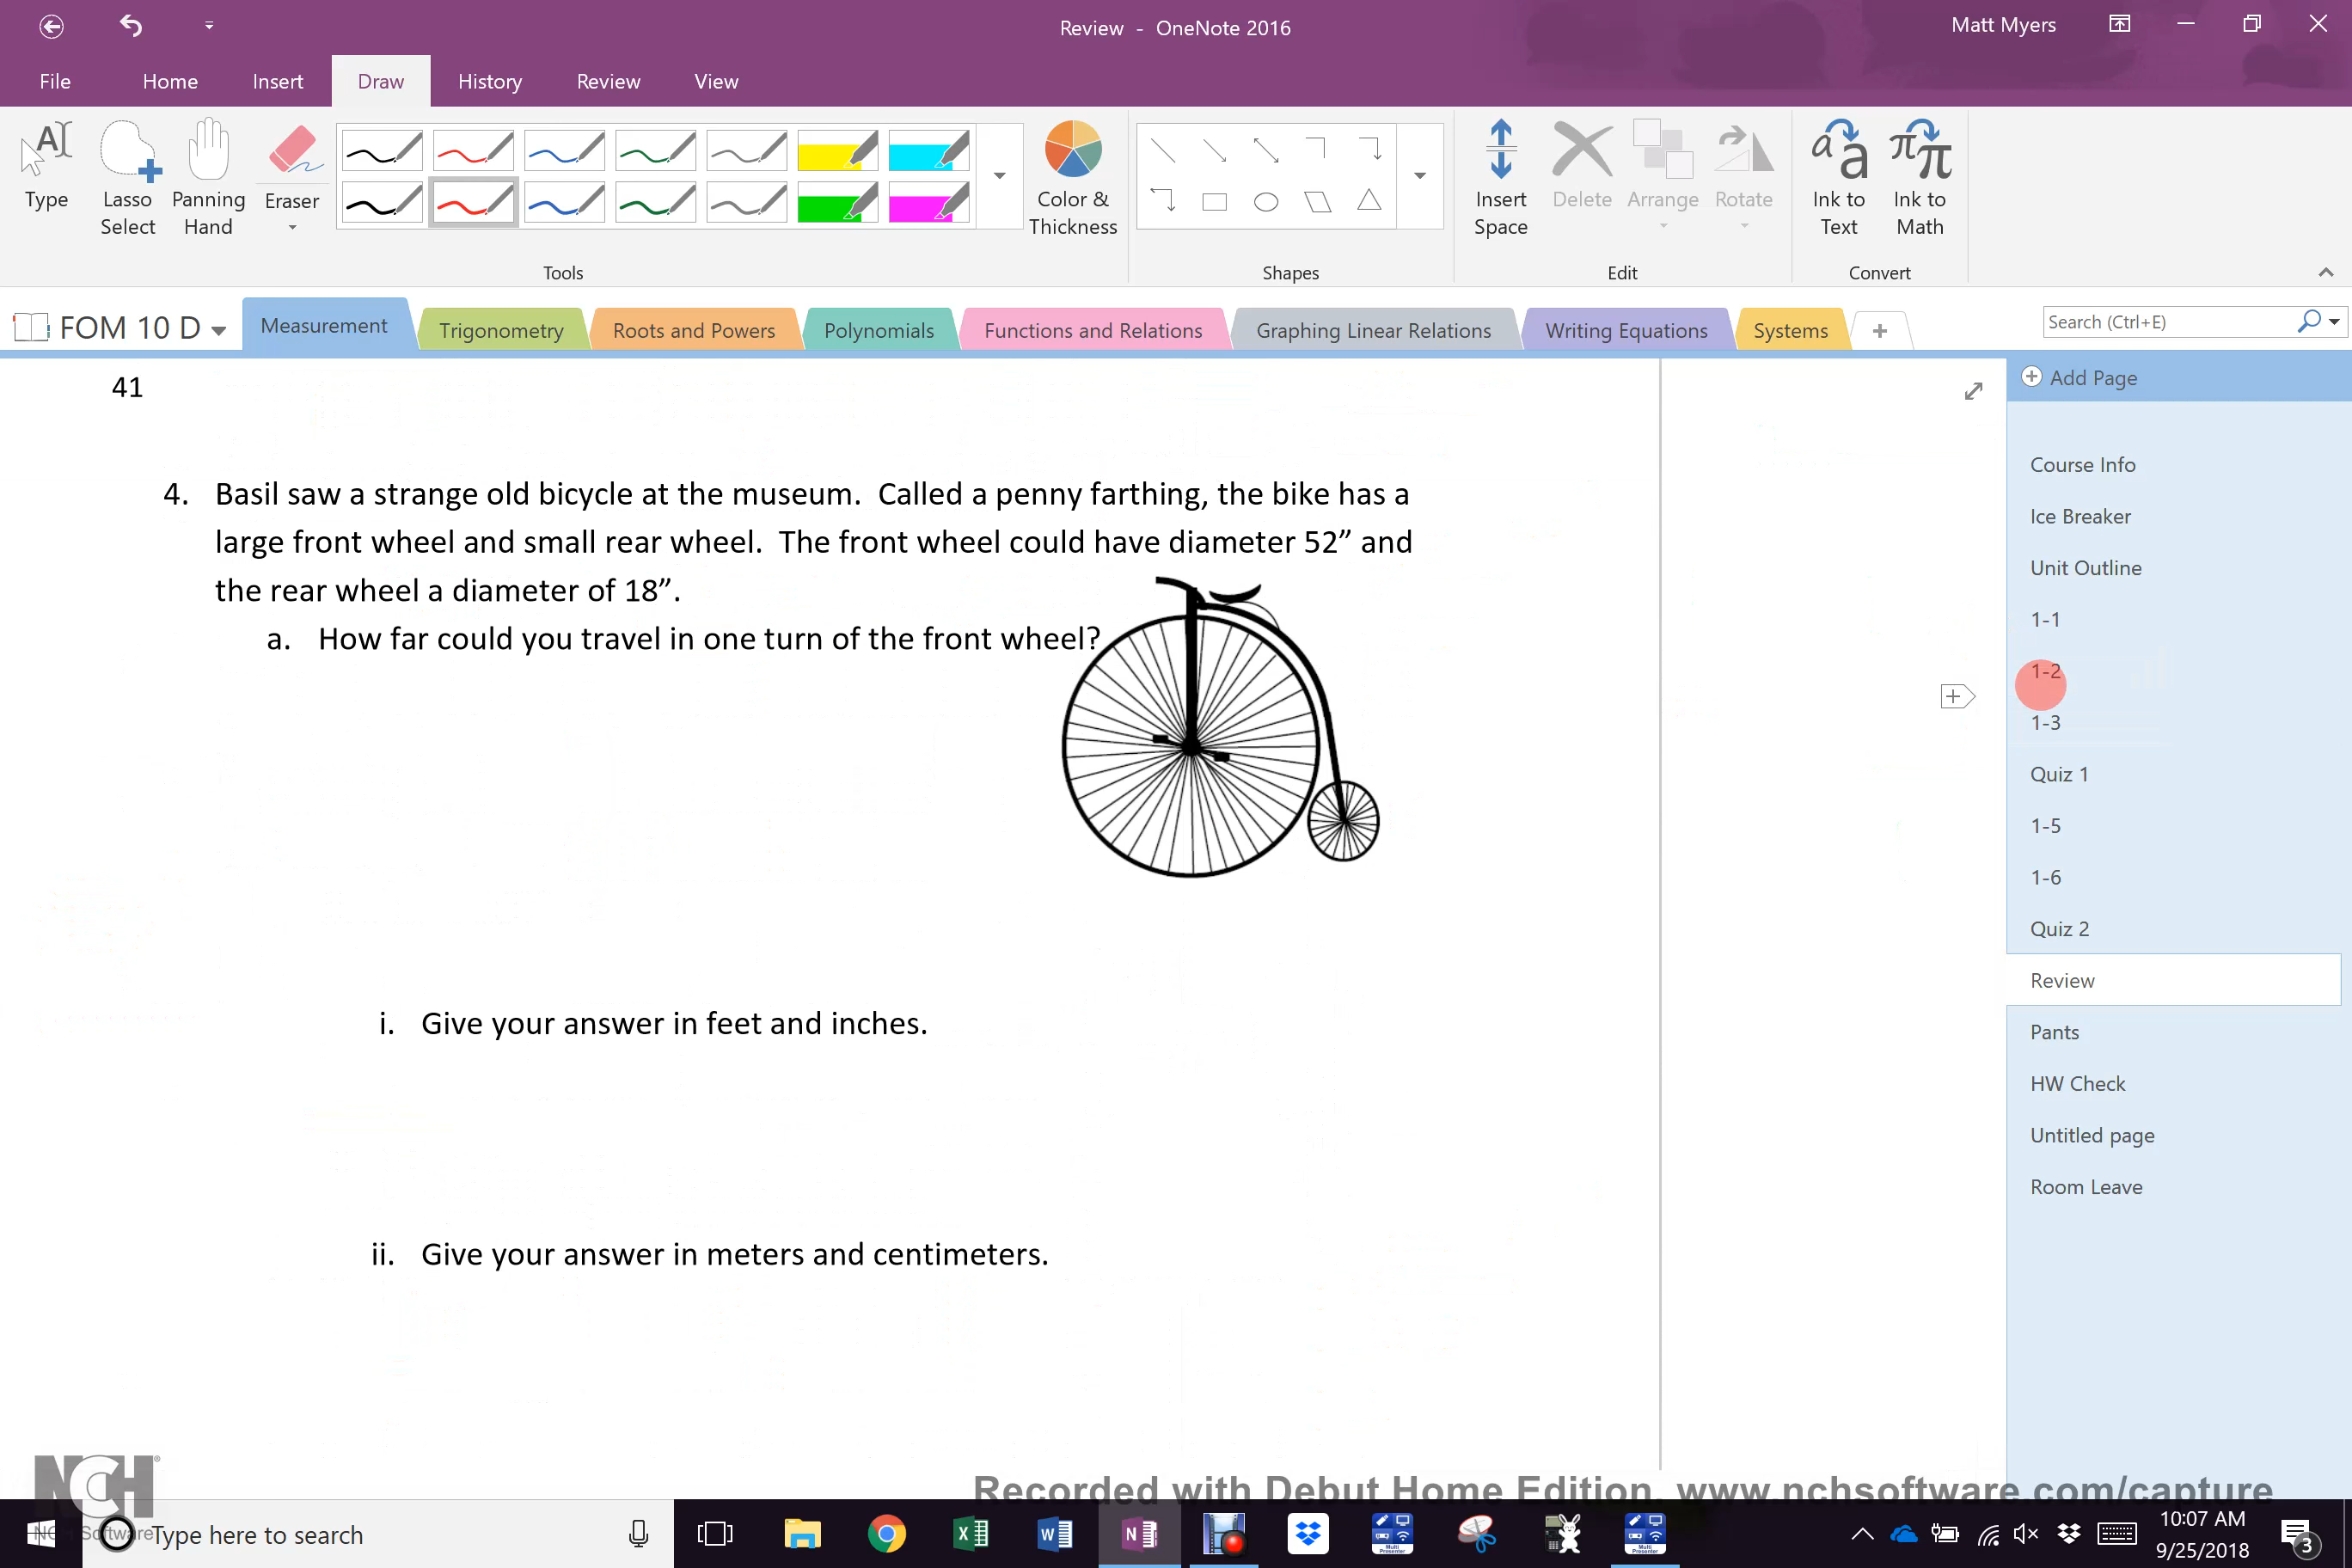 Review - OneNote 2016
Matt Myers
File Home Insert Draw History Review View
Type
Lasso Select
Panning Hand
Eraser
Color & Thickness
Insert Space
Delete
Arrange
Rotate
Ink to Text
Ink to Math
Tools Shapes Edit Convert
FOM 10 D
Measurement Trigonometry Roots and Powers Polynomials Functions and Relations Graphing Linear Relations Writing Equations Systems
Search (Ctrl+E)
41
4. Basil saw a strange old bicycle at the museum. Called a penny farthing, the bike has a
large front wheel and small rear wheel. The front wheel could have diameter 52” and
the rear wheel a diameter of 18”.
a. How far could you travel in one turn of the front wheel?
i. Give your answer in feet and inches.
ii. Give your answer in meters and centimeters.
Add Page
Course Info
Ice Breaker
Unit Outline
1-1
1-2
1-3
Quiz 1
1-5
1-6
Quiz 2
Review
Pants
HW Check
Untitled page
Room Leave
NCH
NCH Software
Recorded with Debut Home Edition. www.nchsoftware.com/capture
Type here to search
10:07 AM
9/25/2018
3